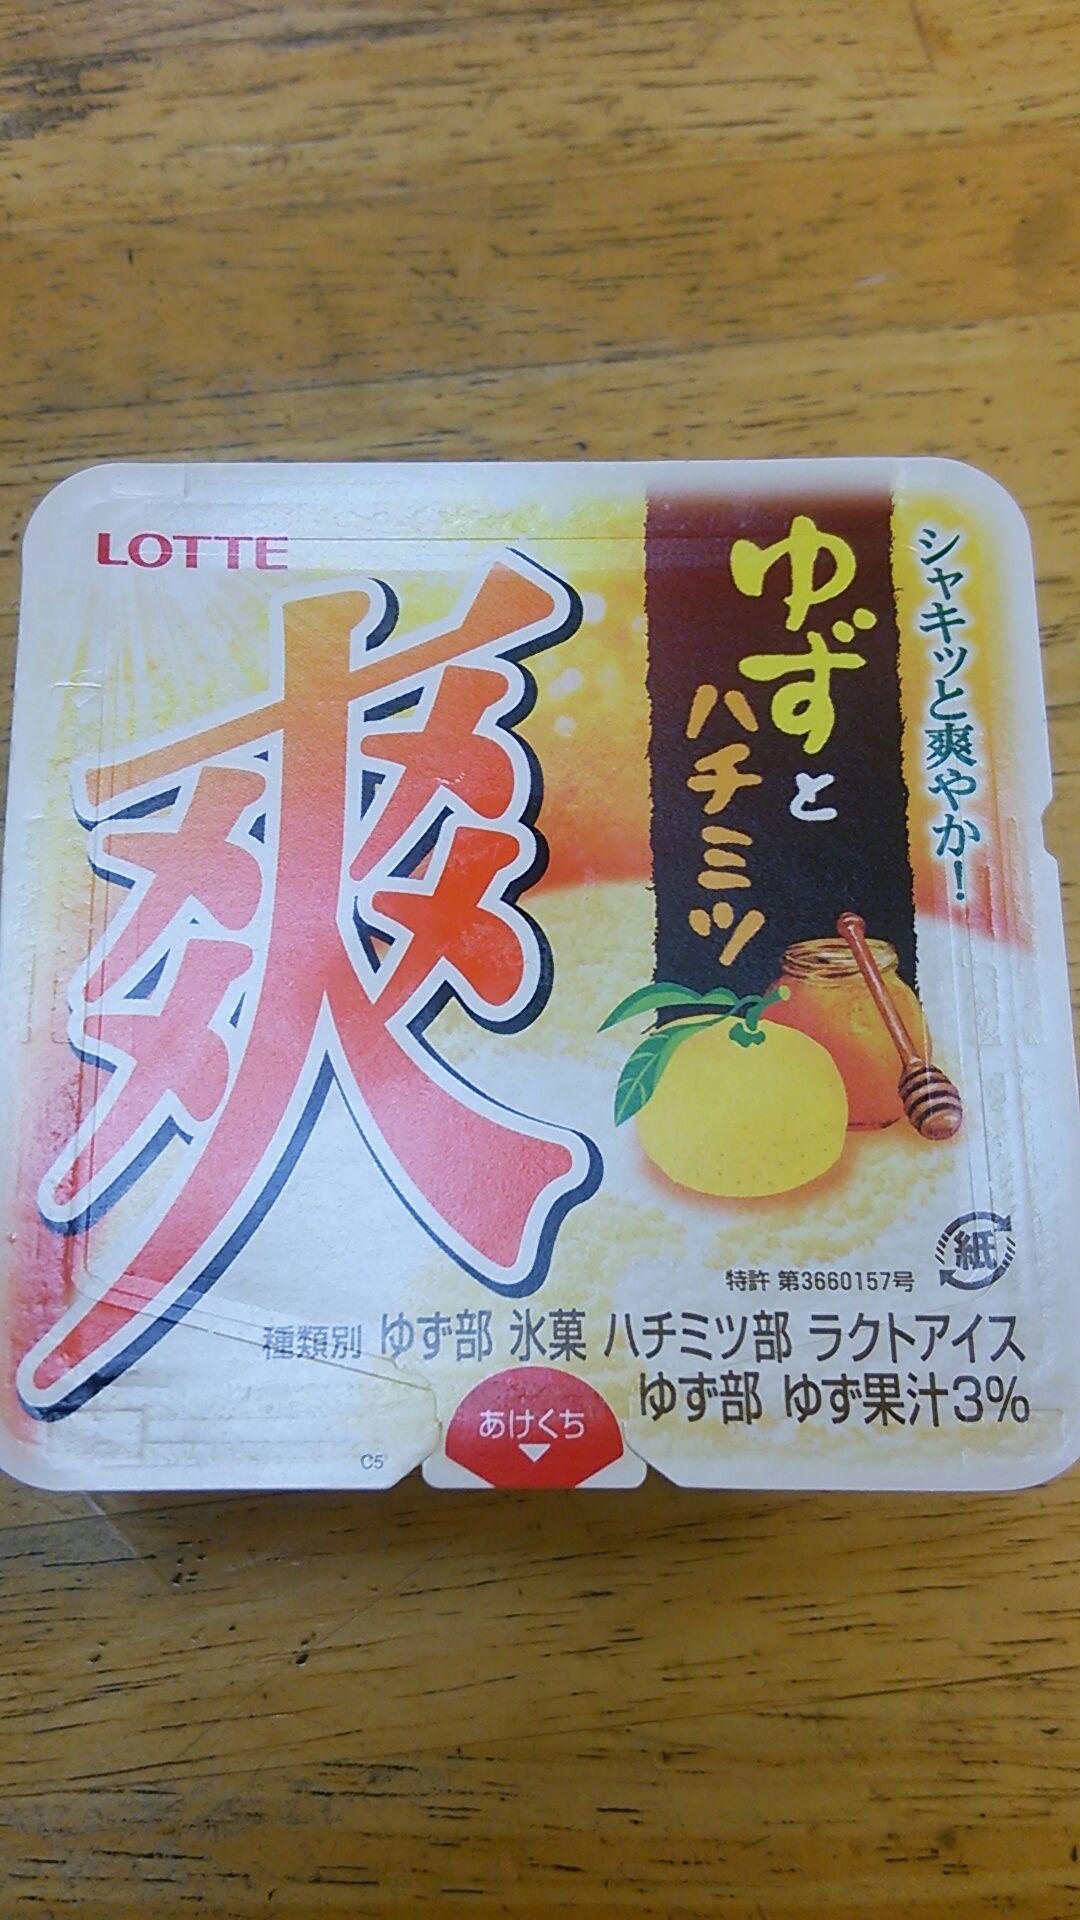 LOTTE
爽
シャキッと爽やか!
ゆずと
ハチミツ
紙
特許 第3660157号
種類別 ゆず部 氷菓 ハチミツ部 ラクトアイス
ゆず部 ゆず果汁3%
あけくち
C5